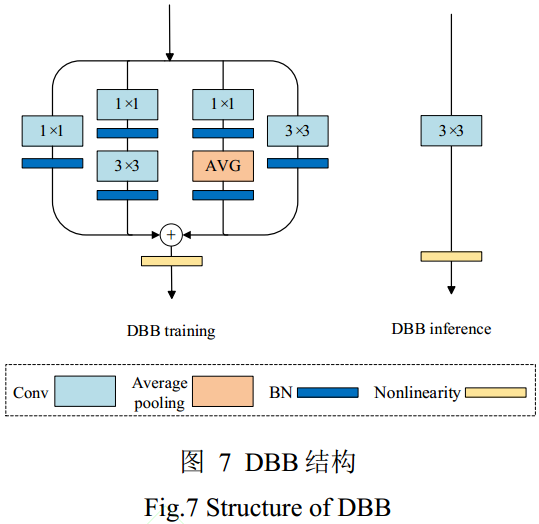 1×1
1×1
1×1
3×3
3×3
AVG
3×3
+
DBB training
DBB inference
Conv
Average
pooling
BN
Nonlinearity
图 7 DBB 结构
Fig.7 Structure of DBB